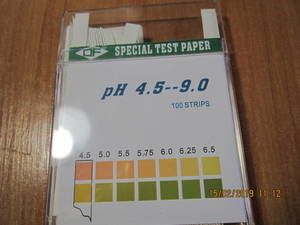 DF SPECIAL TEST PAPER
pH 4.5--9.0
100 STRIPS
4.5 5.0 5.5 5.75 6.0 6.25 6.5
15/02/2019 11:12